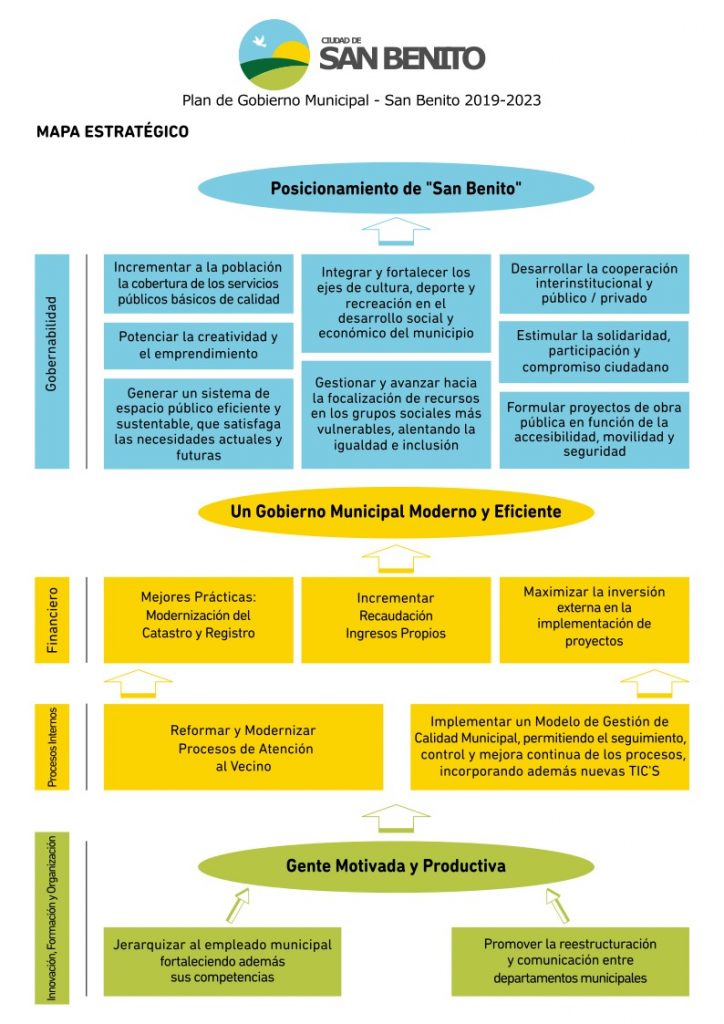 CIUDAD DE
SAN BENITO
Plan de Gobierno Municipal - San Benito 2019-2023
MAPA ESTRATÉGICO
Posicionamiento de "San Benito"
Gobernabilidad
Incrementar a la población
la cobertura de los servicios
públicos básicos de calidad
Potenciar la creatividad y
el emprendimiento
Generar un sistema de
espacio público eficiente y
sustentable, que satisfaga
las necesidades actuales y
futuras
Integrar y fortalecer los
ejes de cultura, deporte y
recreación en el
desarrollo social y
económico del municipio
Gestionar y avanzar hacia
la focalización de recursos
en los grupos sociales más
vulnerables, alentando la
igualdad e inclusión
Desarrollar la cooperación
interinstitucional y
público / privado
Estimular la solidaridad,
participación y
compromiso ciudadano
Formular proyectos de obra
pública en función de la
accesibilidad, movilidad y
seguridad
Un Gobierno Municipal Moderno y Eficiente
Financiero
Mejores Prácticas:
Modernización del
Catastro y Registro
Incrementar
Recaudación
Ingresos Propios
Maximizar la inversión
externa en la
implementación de
proyectos
Procesos Internos
Reformar y Modernizar
Procesos de Atención
al Vecino
Implementar un Modelo de Gestión de
Calidad Municipal, permitiendo el seguimiento,
control y mejora continua de los procesos,
incorporando además nuevas TIC'S
Innovación, Formación y Organización
Gente Motivada y Productiva
Jerarquizar al empleado municipal
fortaleciendo además
sus competencias
Promover la reestructuración
y comunicación entre
departamentos municipales